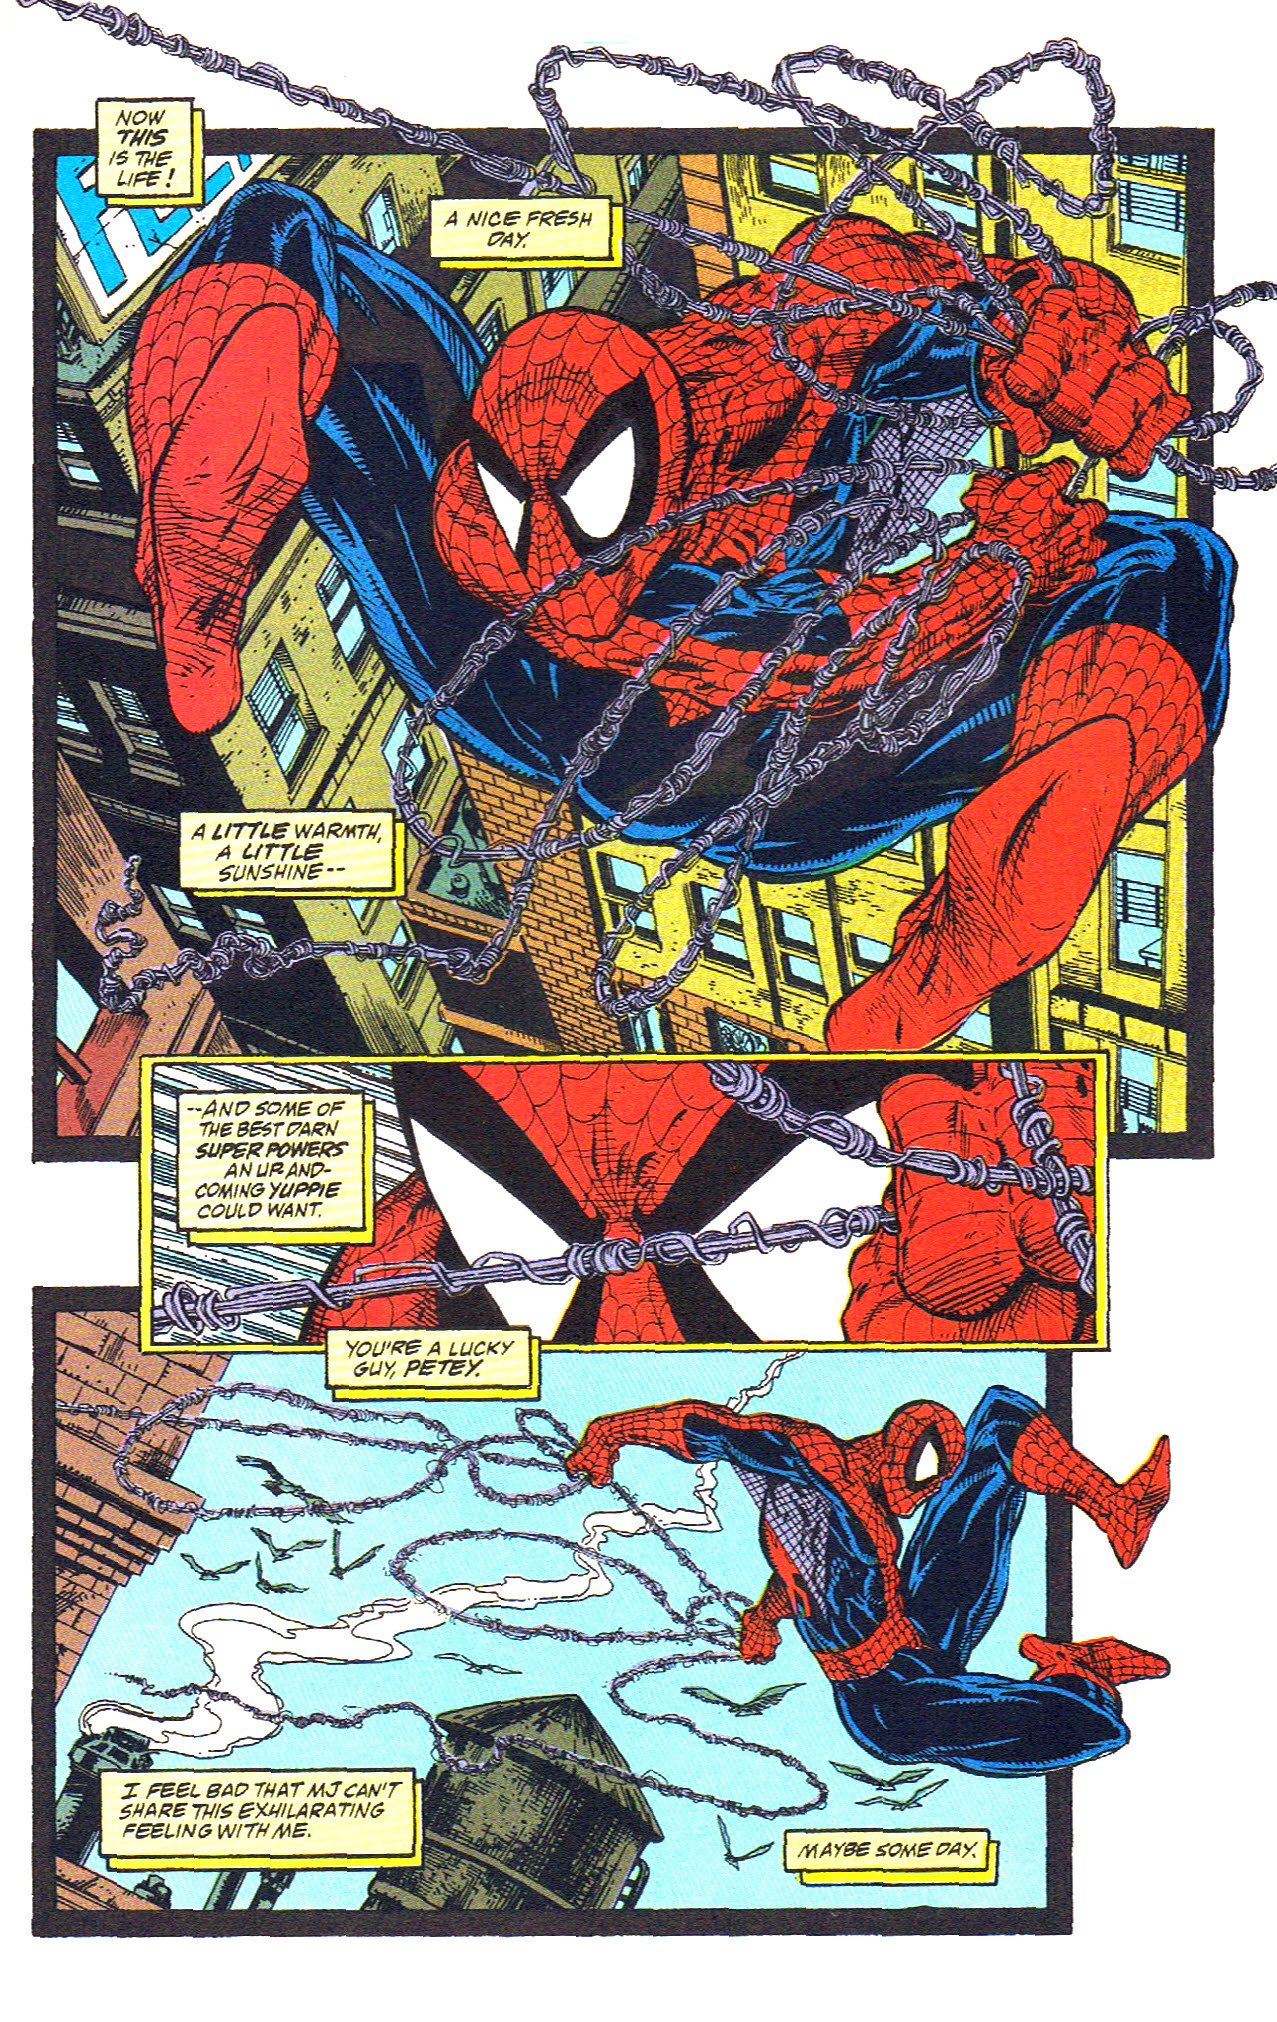 NOW
THIS
IS THE
LIFE!
A NICE FRESH
DAY.
A LITTLE WARMTH,
A LITTLE
SUNSHINE--
--AND SOME OF
THE BEST DARN
SUPER POWERS
AN UP-AND-
COMING YUPPIE
COULD WANT.
YOU'RE A LUCKY
GUY, PETEY.
I FEEL BAD THAT MJ CAN'T
SHARE THIS EXHILARATING
FEELING WITH ME.
MAYBE SOME DAY.